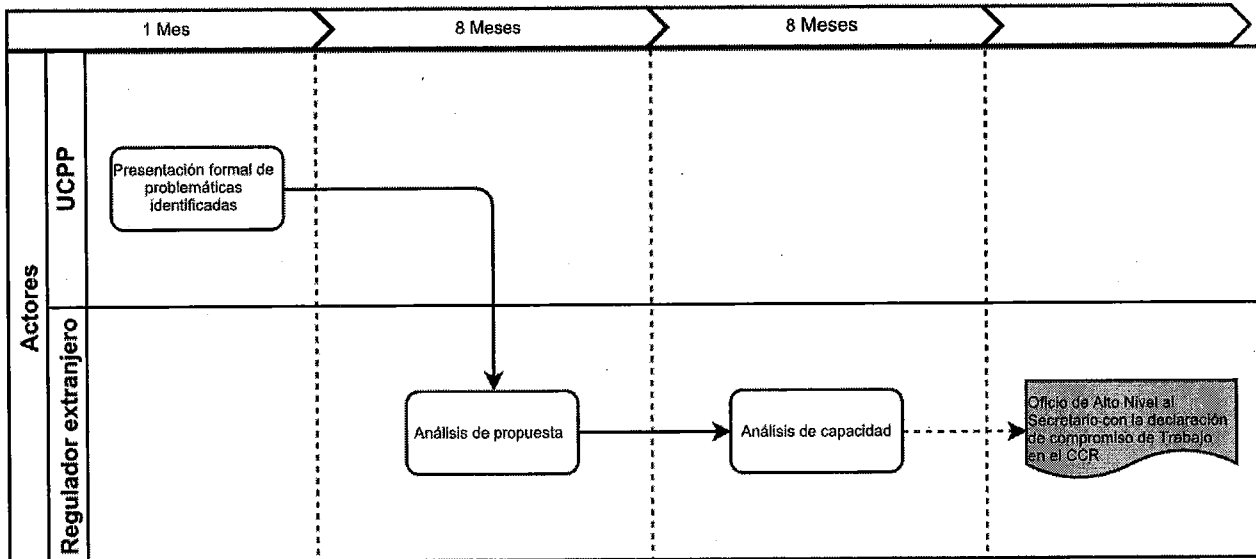 1 Mes
8 Meses
8 Meses
Actores
UCPP
Presentación formal de
problemáticas
identificadas
Regulador extranjero
Análisis de propuesta
Análisis de capacidad
Oficio de Alto Nivel al
Secretario con la declaración
de compromiso de Trabajo
en el CCR